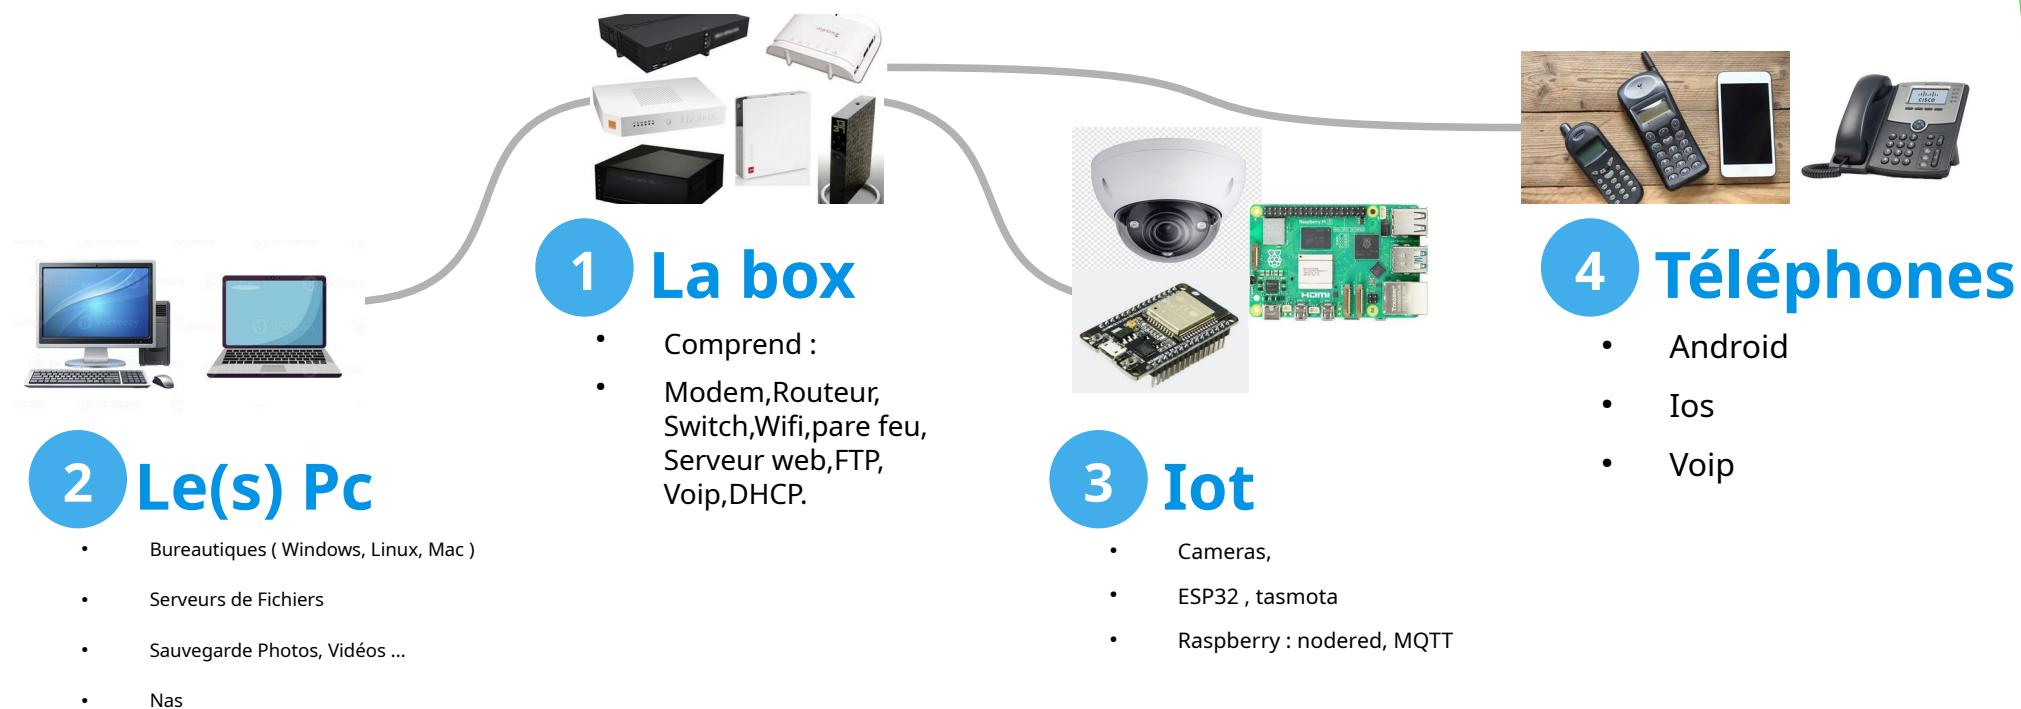 1 La box
Comprend :
Modem,Routeur,
Switch,Wifi,pare feu,
Serveur web,FTP,
Voip,DHCP.
2 Le(s) Pc
Bureautiques ( Windows, Linux, Mac )
Serveurs de Fichiers
Sauvegarde Photos, Vidéos ...
Nas
3 Iot
Cameras,
ESP32 , tasmota
Raspberry : nodered, MQTT
HDMI
4 Téléphones
Android
Ios
Voip
CISCO